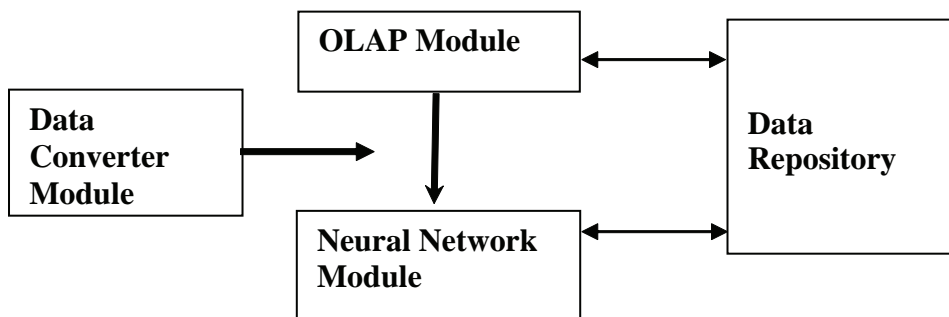 OLAP Module
Data
Converter
Module
Data
Repository
Neural Network
Module